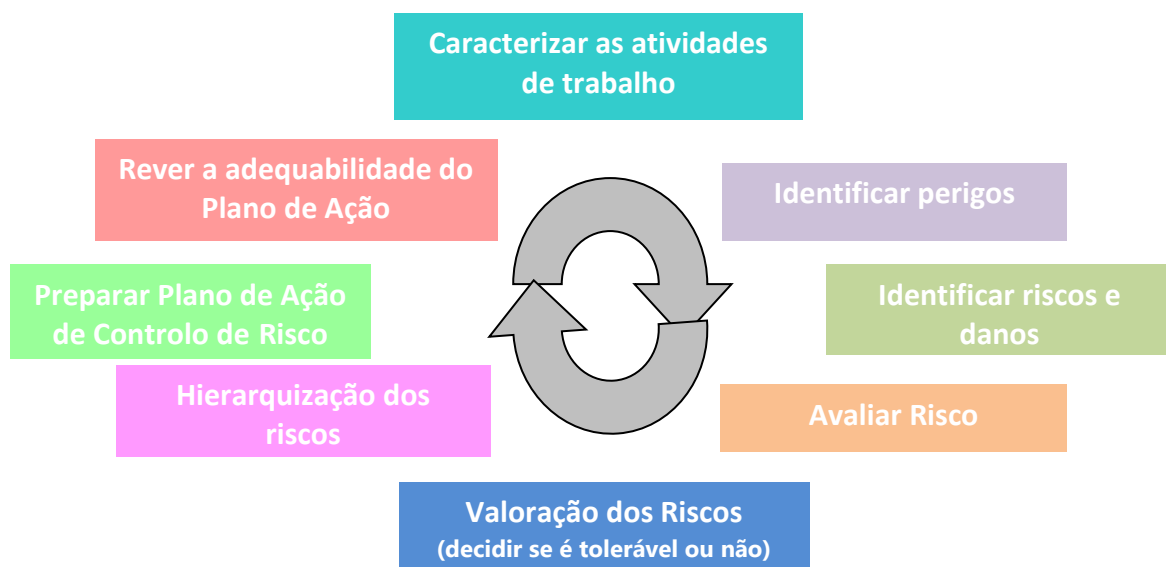 Caracterizar as atividades
de trabalho
Rever a adequabilidade do
Plano de Ação
Identificar perigos
Preparar Plano de Ação
de Controlo de Risco
Identificar riscos e
danos
Hierarquização dos
riscos
Avaliar Risco
Valoração dos Riscos
(decidir se é tolerável ou não)